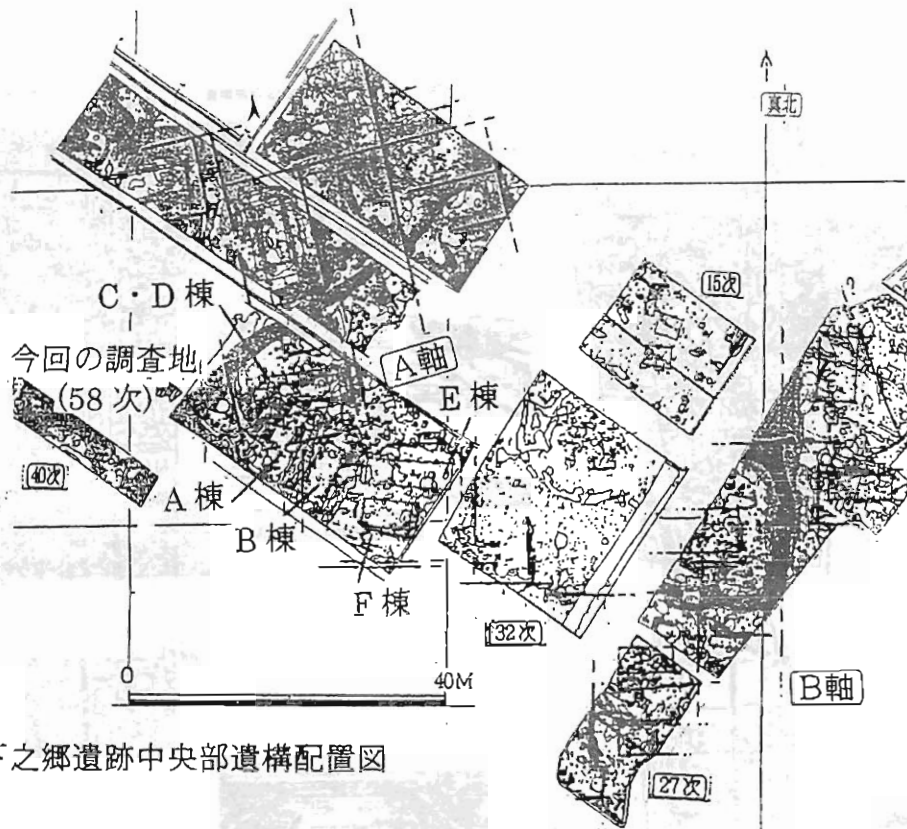 真北
15次
C・D棟
A軸
今回の調査地
(58次)
E棟
40次
A棟
B棟
F棟
32次
0
40M
B軸
27次
下之郷遺跡中央部遺構配置図